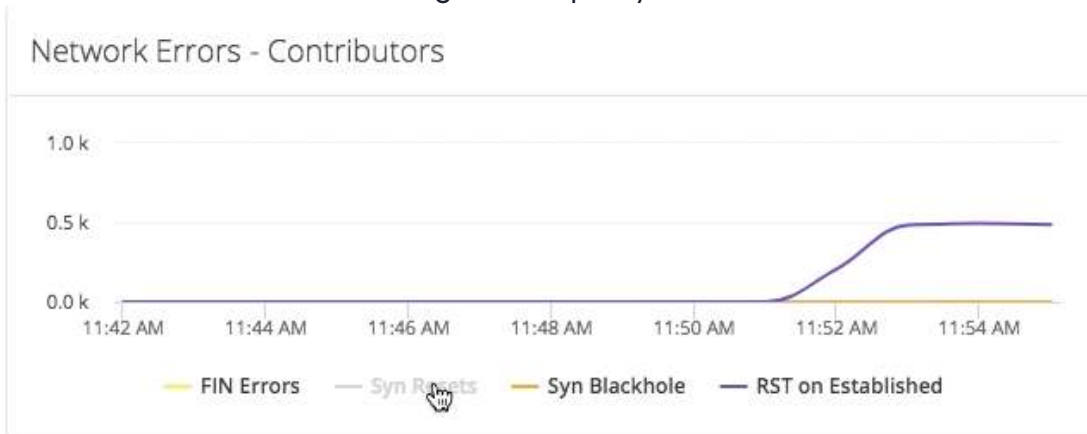 Network Errors - Contributors
1.0 k
0.5 k
0.0 k
11:42 AM 11:44 AM 11:46 AM 11:48 AM 11:50 AM 11:52 AM 11:54 AM
FIN Errors Syn Resets Syn Blackhole RST on Established